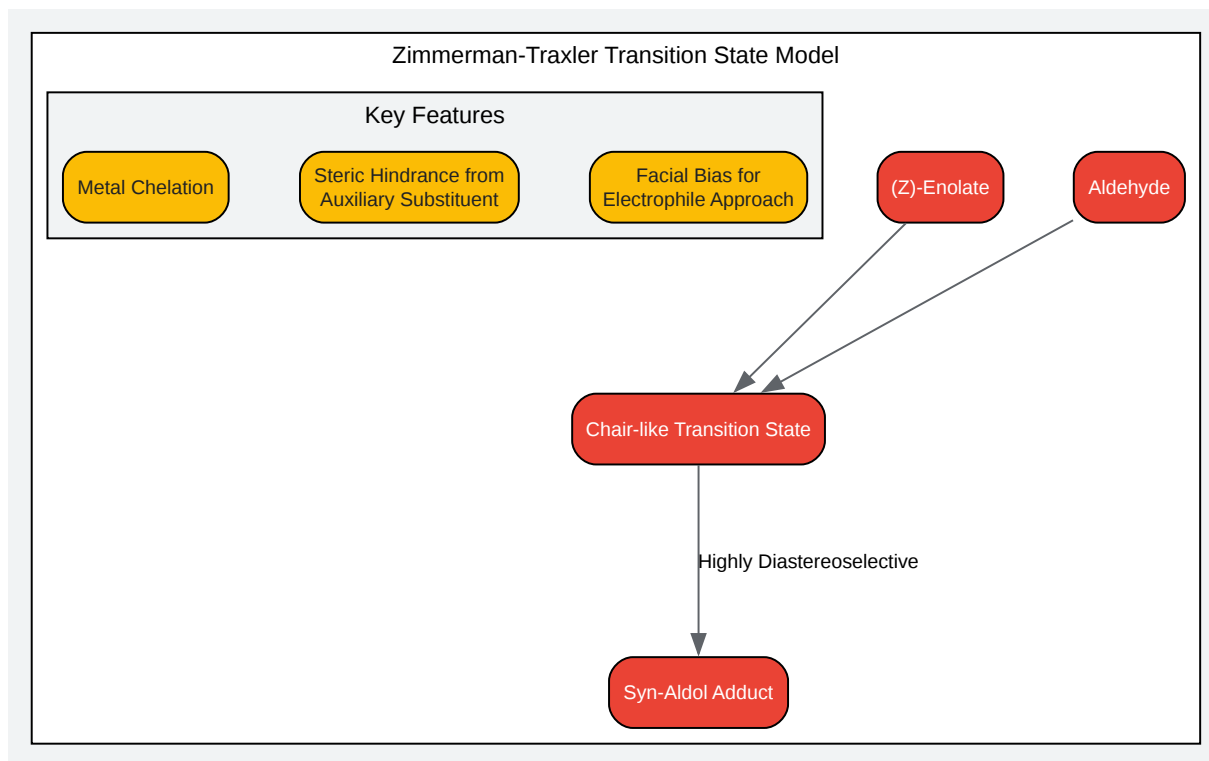 Zimmerman-Traxler Transition State Model
Key Features
Metal Chelation
Steric Hindrance from
Auxiliary Substituent
Facial Bias for
Electrophile Approach
(Z)-Enolate
Aldehyde
Chair-like Transition State
Highly Diastereoselective
Syn-Aldol Adduct